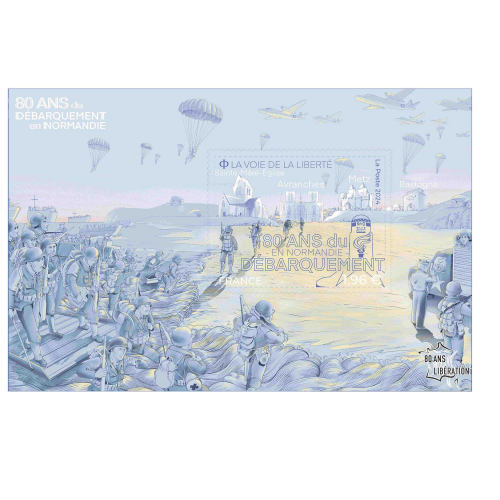 80 ANS du
DÉBARQUEMENT
en NORMANDIE
LA VOIE DE LA LIBERTÉ
La Poste 2024
Sainte-Mère-Église
Avranches
Metz
Bastogne
80 ANS du
EN NORMANDIE
DÉBARQUEMENT
FRANCE
1,96 €
80 ANS
LIBÉRATION